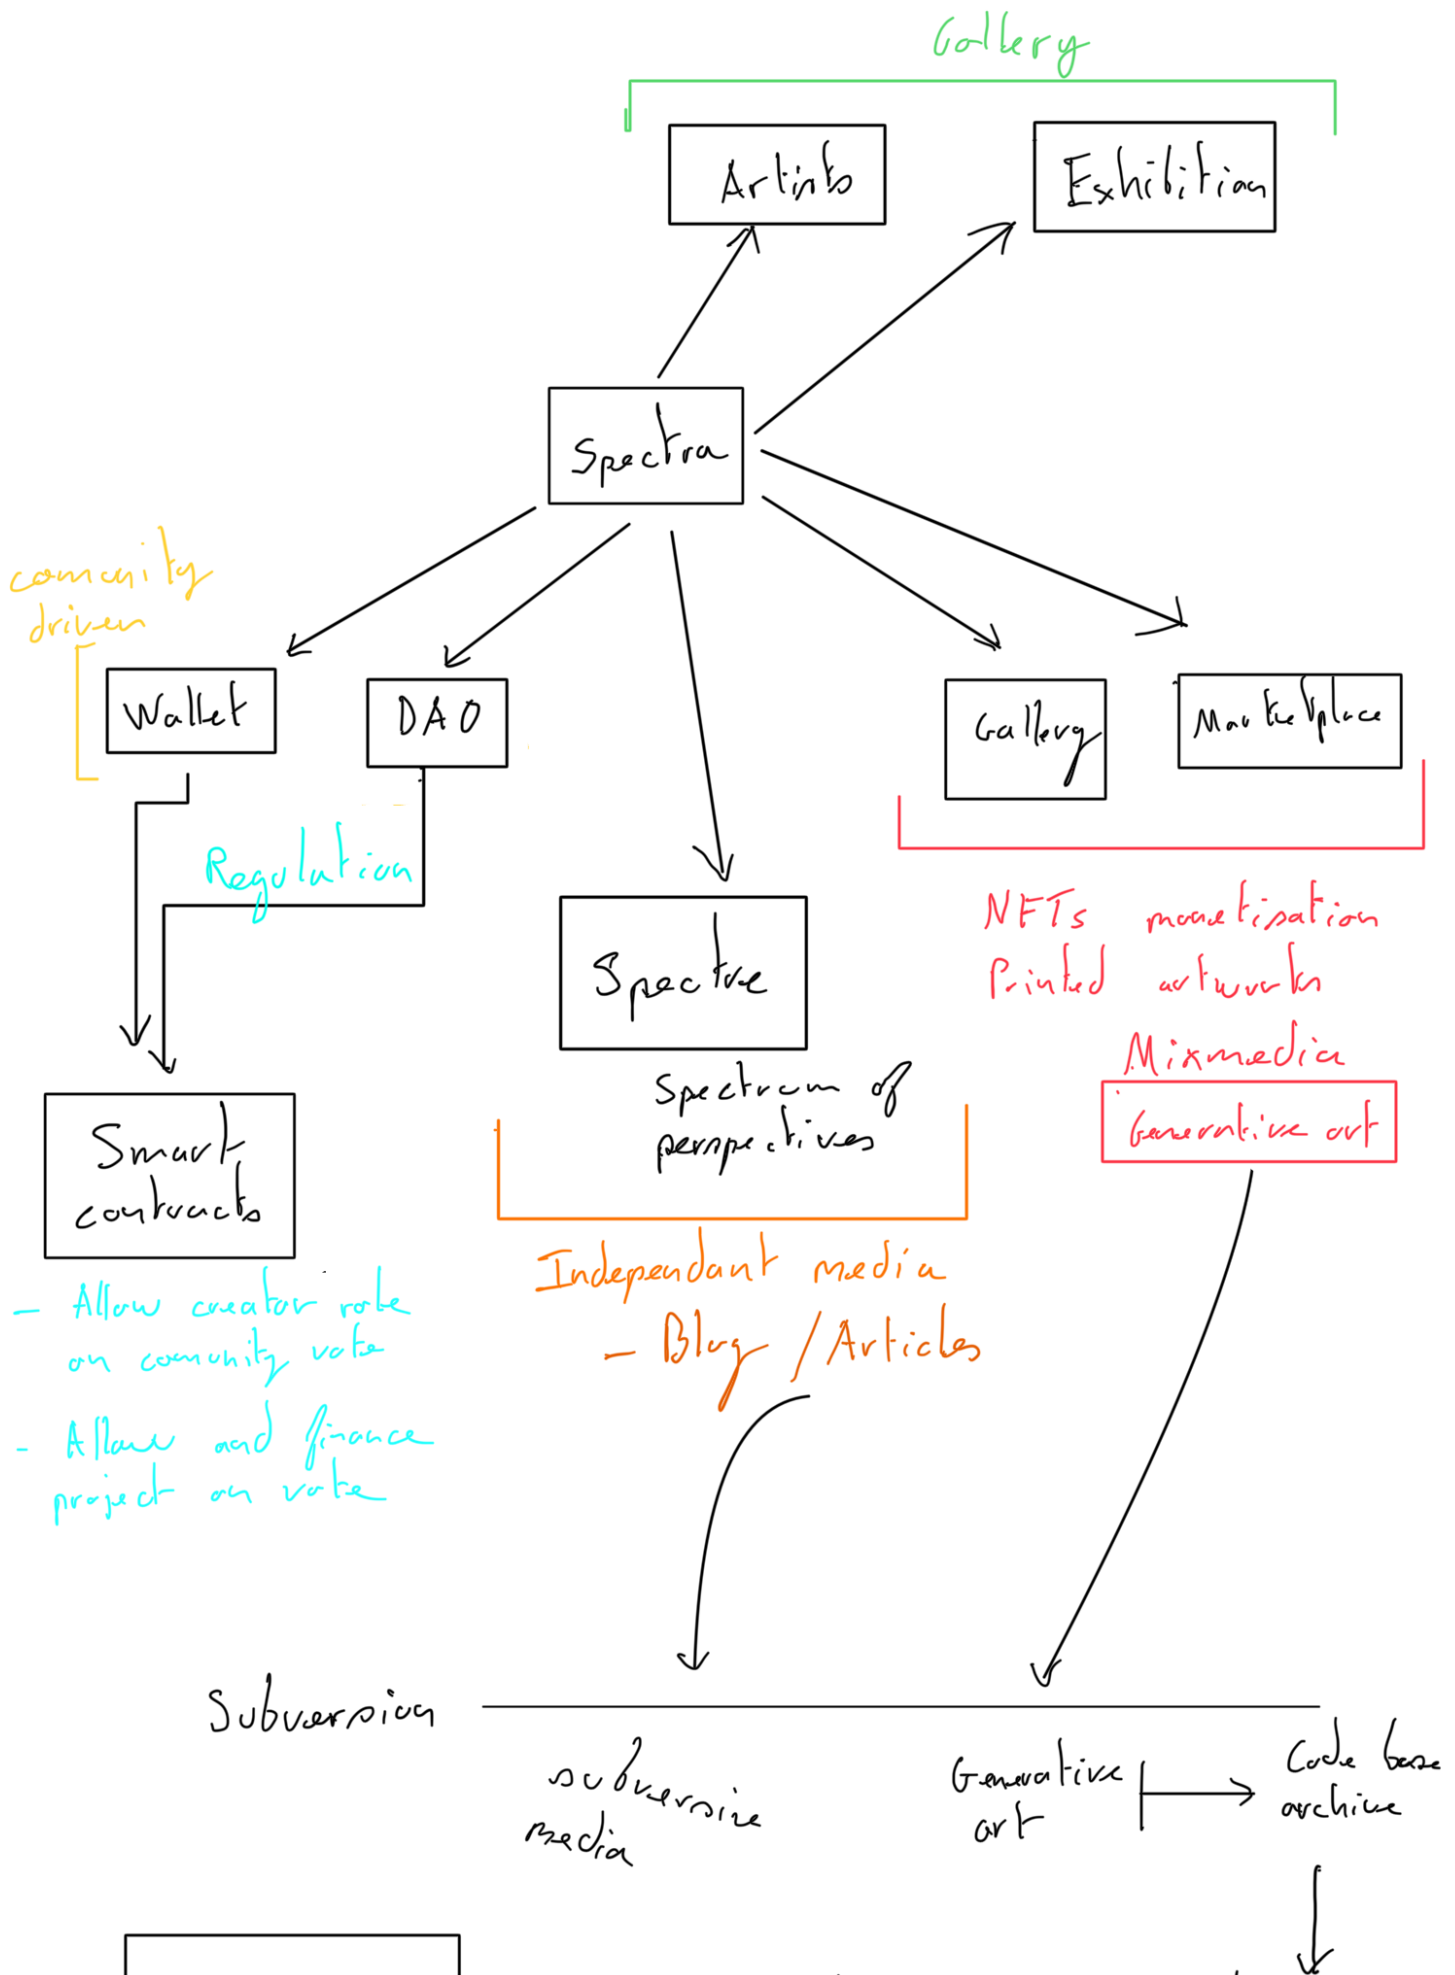 Gallery
Artists
Exhibition
Spectra
comunity
driven
Wallet
DAO
Gallery
Marketplace
Regulation
NFTs monetisation
Printed artworks
Mixmedia
Generative art
Spectre
Spectrum of
perspectives
Smart
contracts
Independant media
- Blog / Articles
- Allow creator
on comunity vote
- Allow and finance
project on vote
Subversion
subversive
media
Generative
art
Code base
archive